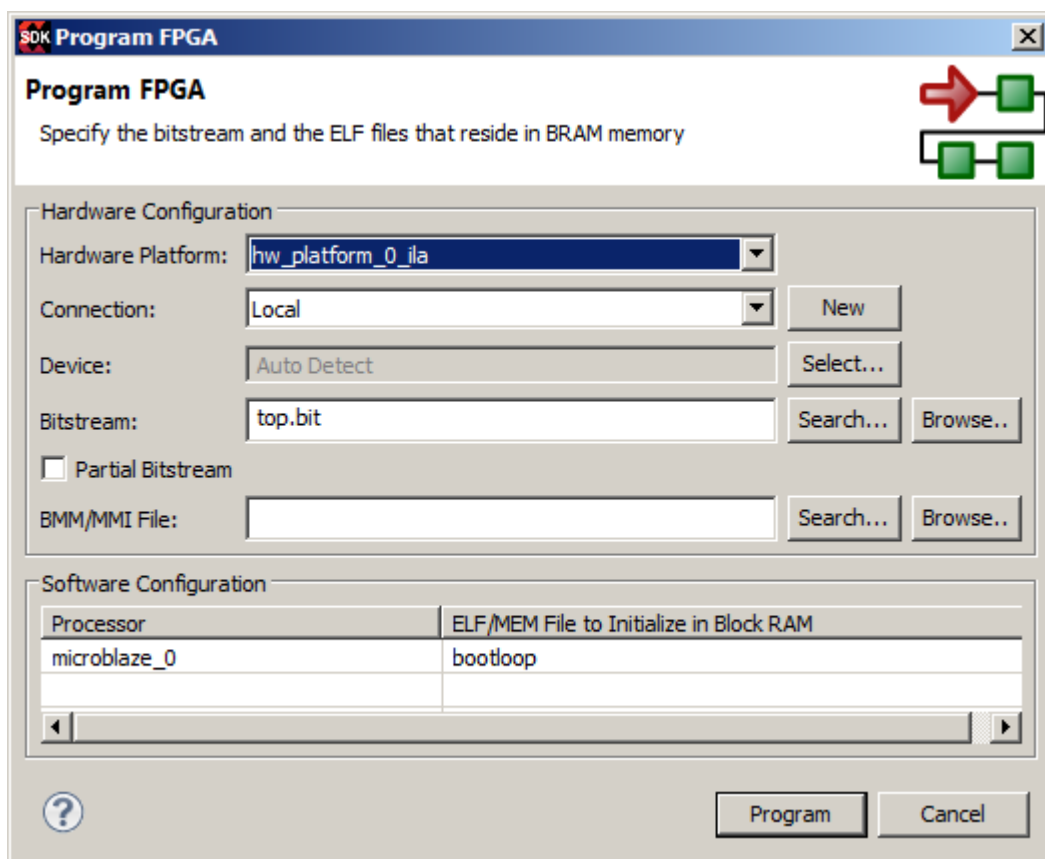 SDK Program FPGA
Program FPGA
Specify the bitstream and the ELF files that reside in BRAM memory
Hardware Configuration
Hardware Platform: hw_platform_0_ila
Connection: Local New
Device: Auto Detect Select...
Bitstream: top.bit Search... Browse..
Partial Bitstream
BMM/MMI File: Search... Browse..
Software Configuration
Processor ELF/MEM File to Initialize in Block RAM
microblaze_0 bootloop
? Program Cancel